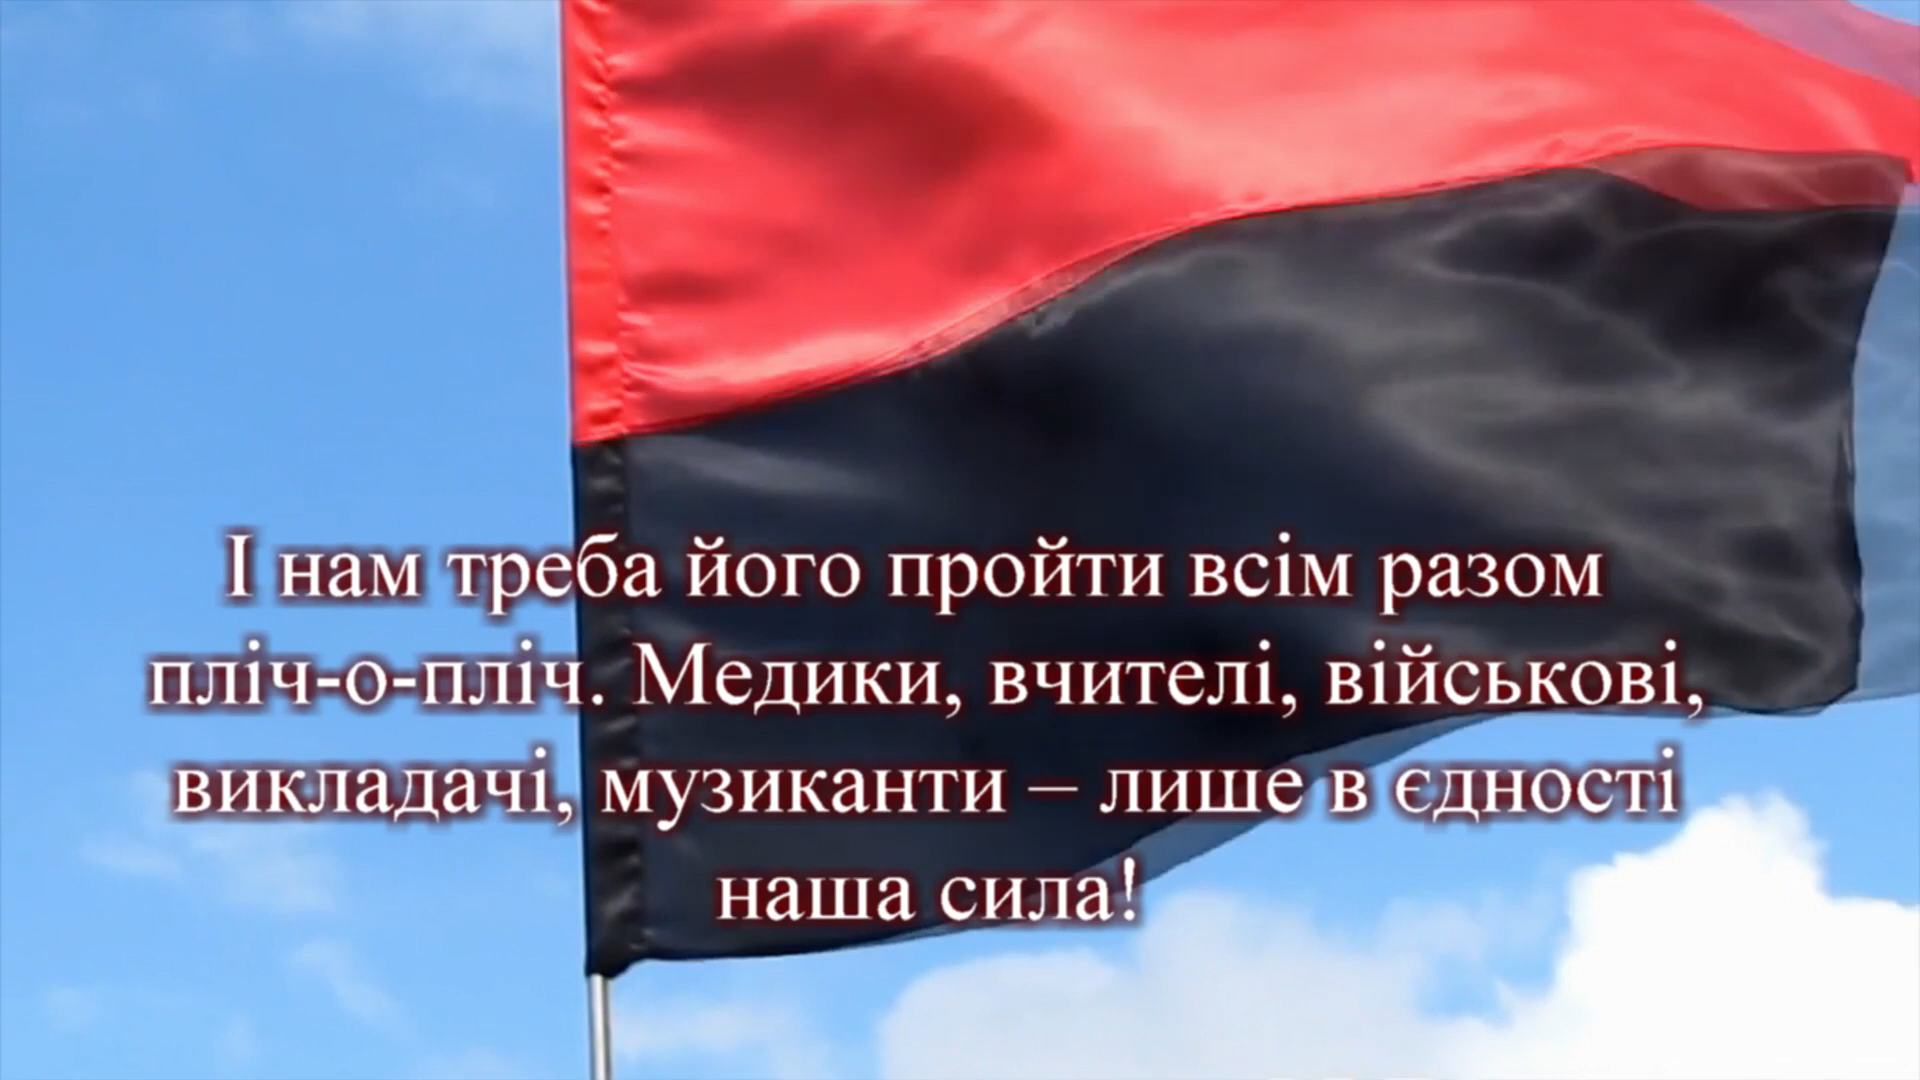 І нам треба його пройти всім разом
пліч-о-пліч. Медики, вчителі, військові,
викладачі, музиканти – лише в єдності
наша сила!